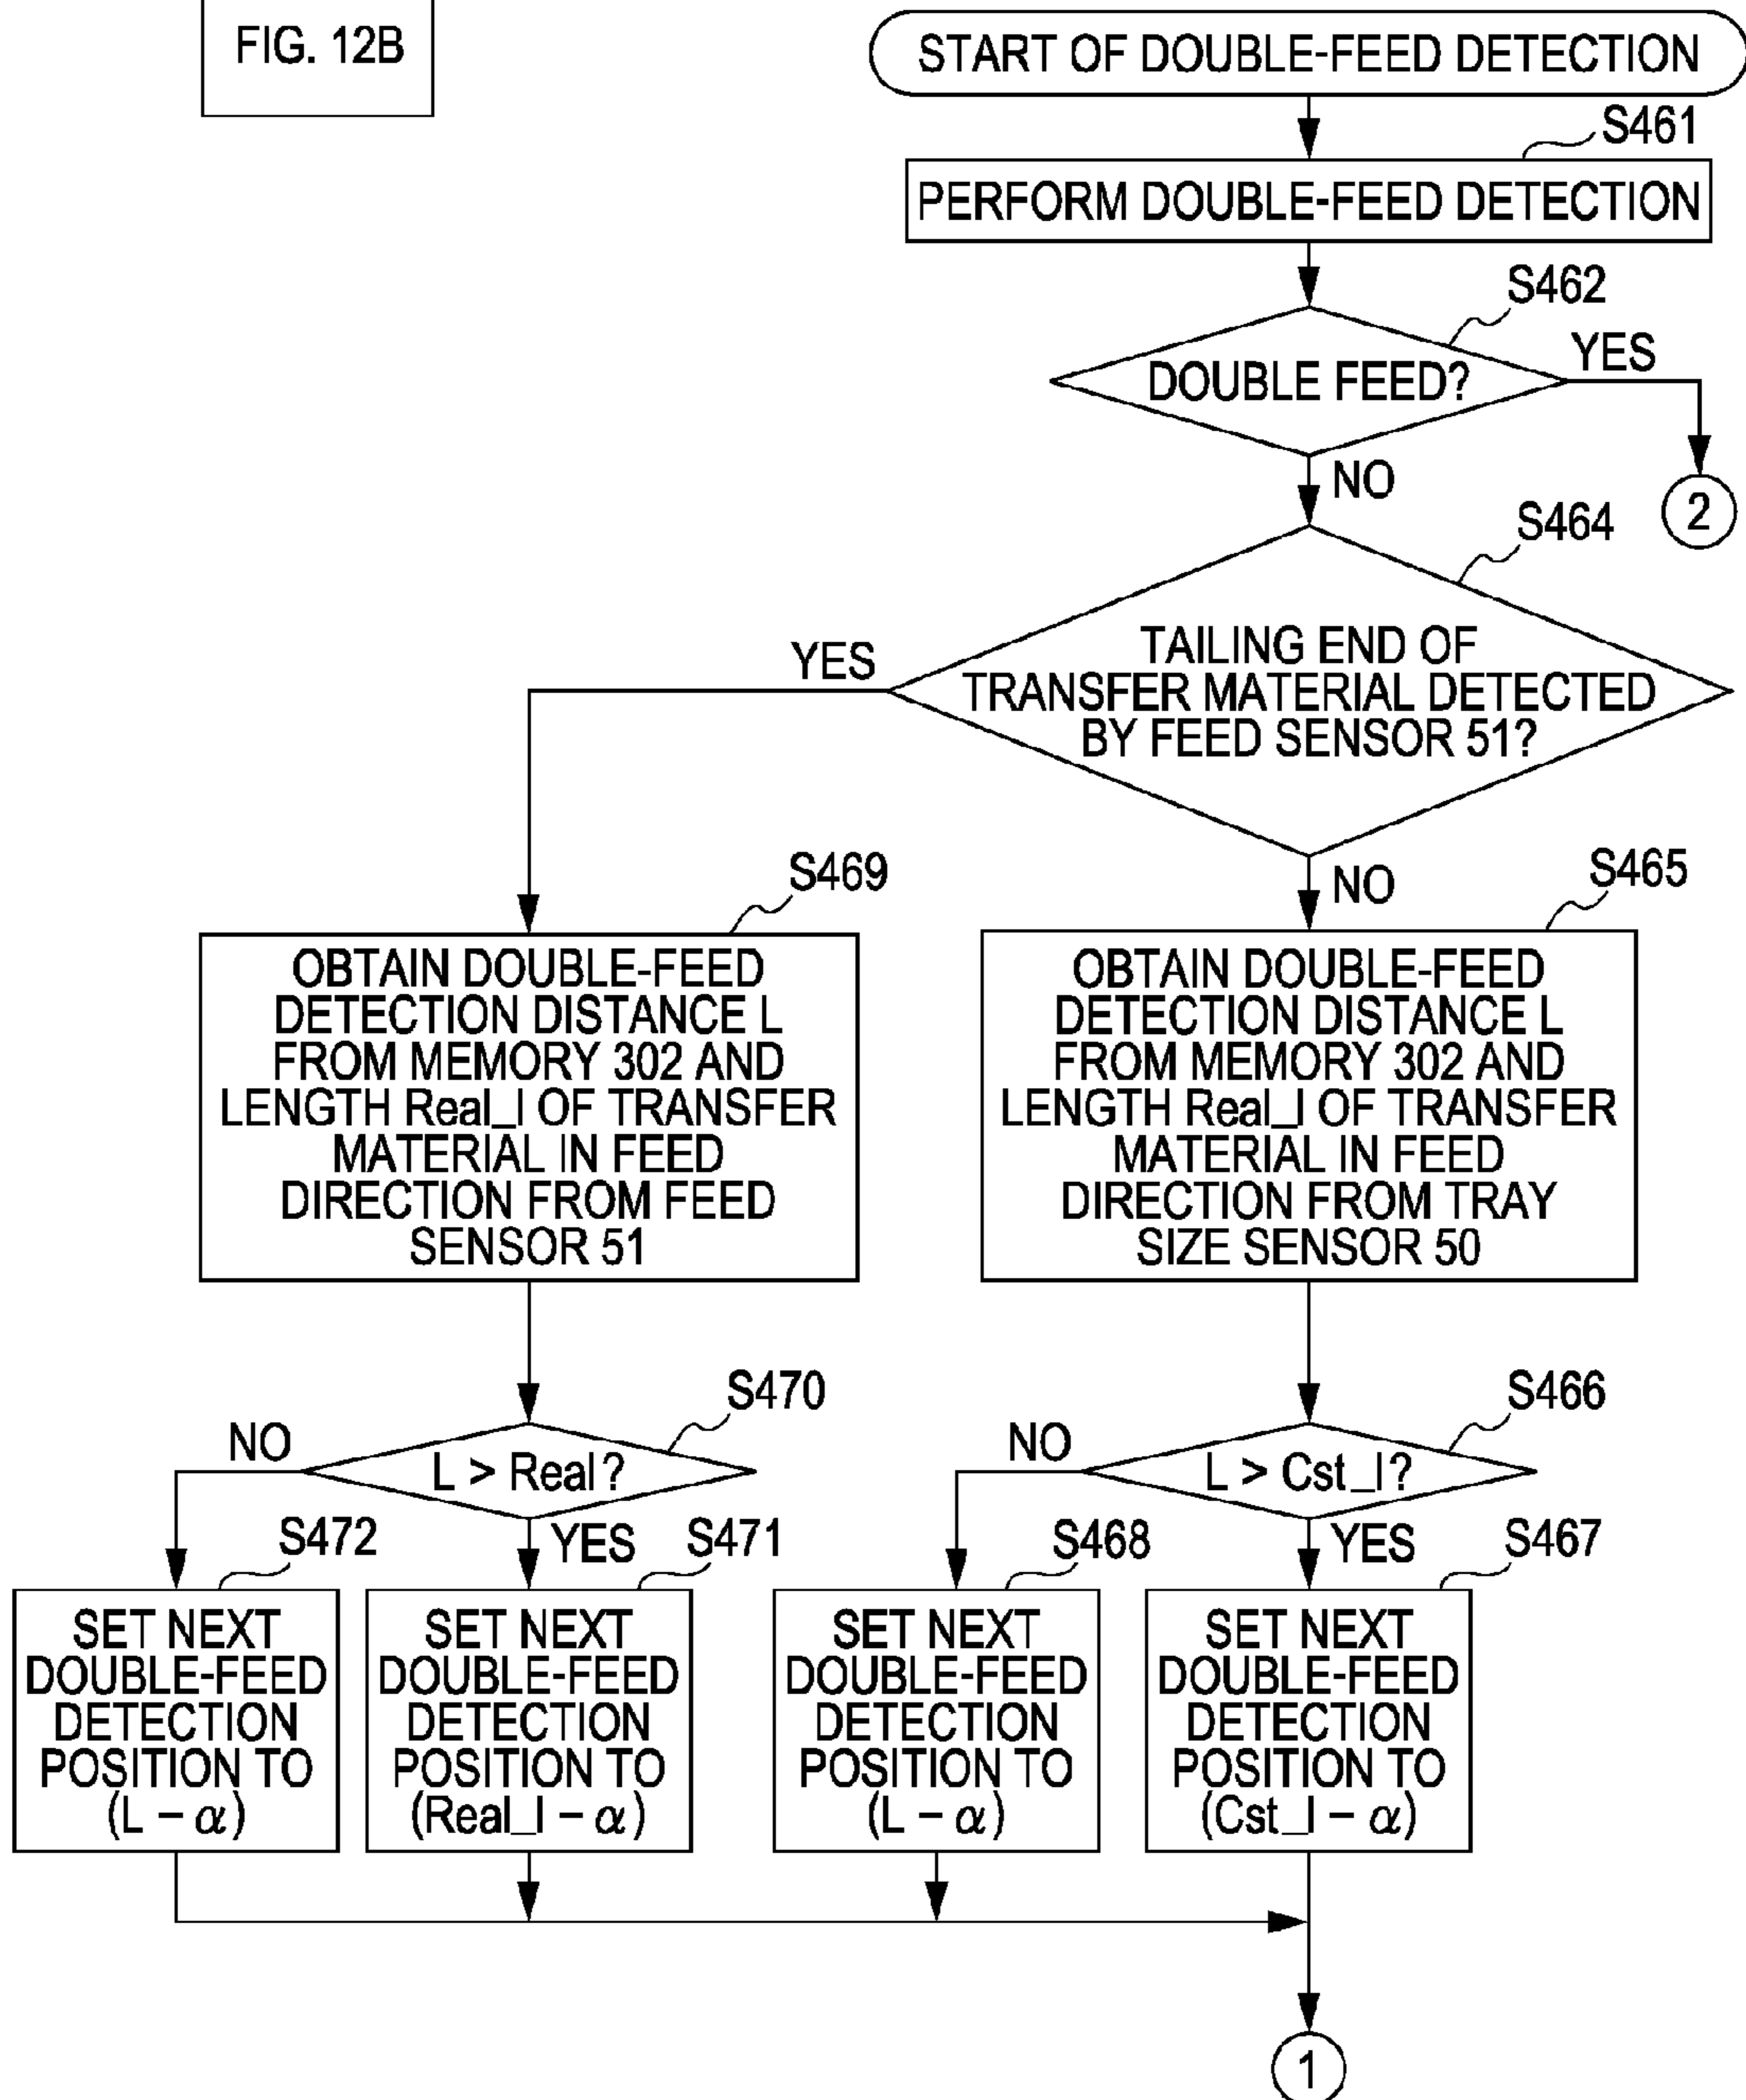 FIG. 12B
START OF DOUBLE-FEED DETECTION
S461
PERFORM DOUBLE-FEED DETECTION
S462
DOUBLE FEED?
YES
NO
2
S464
TAILING END OF
TRANSFER MATERIAL DETECTED
BY FEED SENSOR 51?
YES
NO
S469
OBTAIN DOUBLE-FEED
DETECTION DISTANCE L
FROM MEMORY 302 AND
LENGTH Real_l OF TRANSFER
MATERIAL IN FEED
DIRECTION FROM FEED
SENSOR 51
S465
OBTAIN DOUBLE-FEED
DETECTION DISTANCE L
FROM MEMORY 302 AND
LENGTH Real_l OF TRANSFER
MATERIAL IN FEED
DIRECTION FROM TRAY
SIZE SENSOR 50
S470
L > Real?
NO
YES
S466
L > Cst_l?
NO
YES
S472
SET NEXT
DOUBLE-FEED
DETECTION
POSITION TO
(L – α)
S471
SET NEXT
DOUBLE-FEED
DETECTION
POSITION TO
(Real_l – α)
S468
SET NEXT
DOUBLE-FEED
DETECTION
POSITION TO
(L – α)
S467
SET NEXT
DOUBLE-FEED
DETECTION
POSITION TO
(Cst_l – α)
1